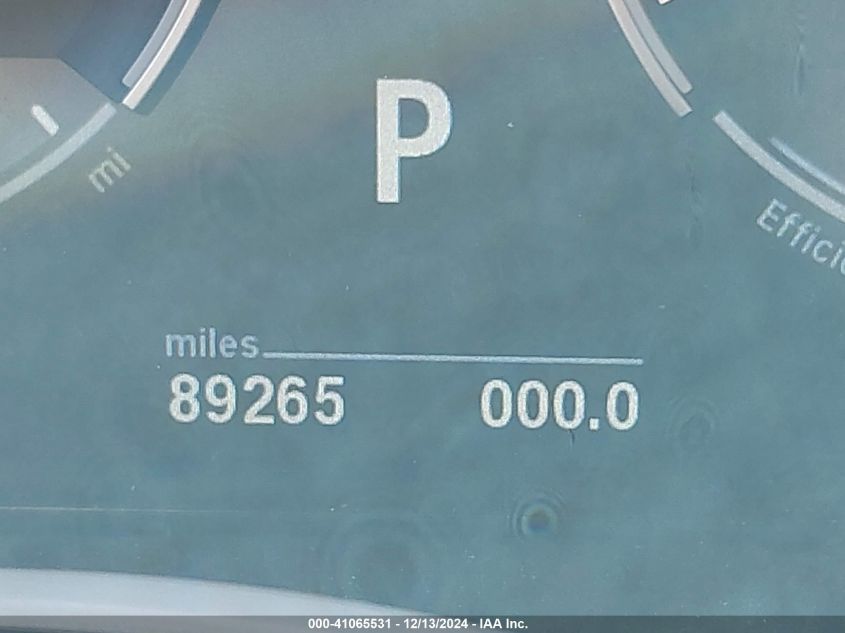 P
mi
Effici
miles
89265 000.0
000-41065531 - 12/13/2024 - IAA Inc.